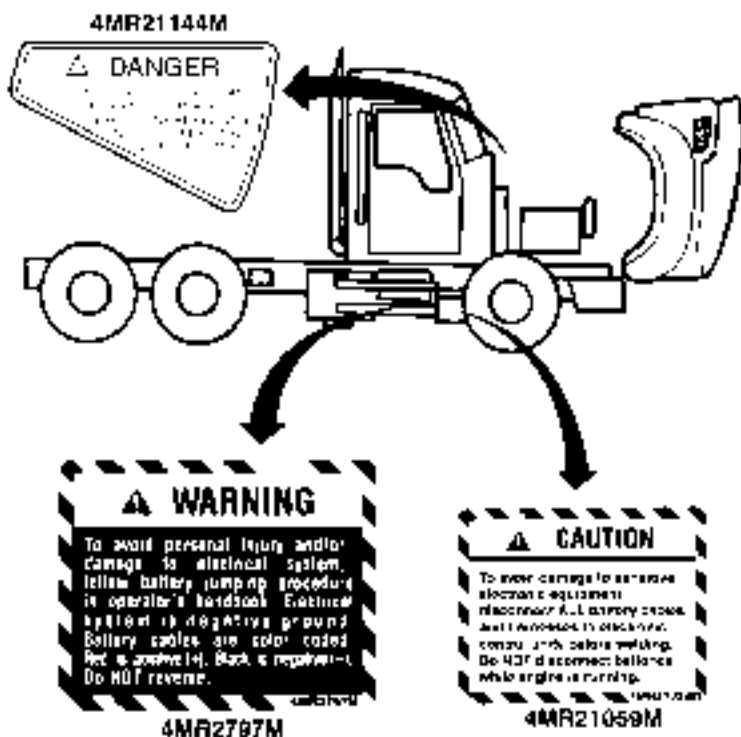 4MR21144M
DANGER
WARNING
To avoid personal injury and/or
damage to electrical system,
follow battery jumping procedure
in operator's handbook. Electrical
system is negative ground.
Battery cables are color coded.
Red is positive(+), Black is negative(-).
Do NOT reverse.
4MR2797M
CAUTION
To avoid damage to sensitive
electronic equipment
disconnect ALL battery cables
and to electronic
control units before welding.
Do NOT disconnect batteries
while engine is running.
4MR21059M